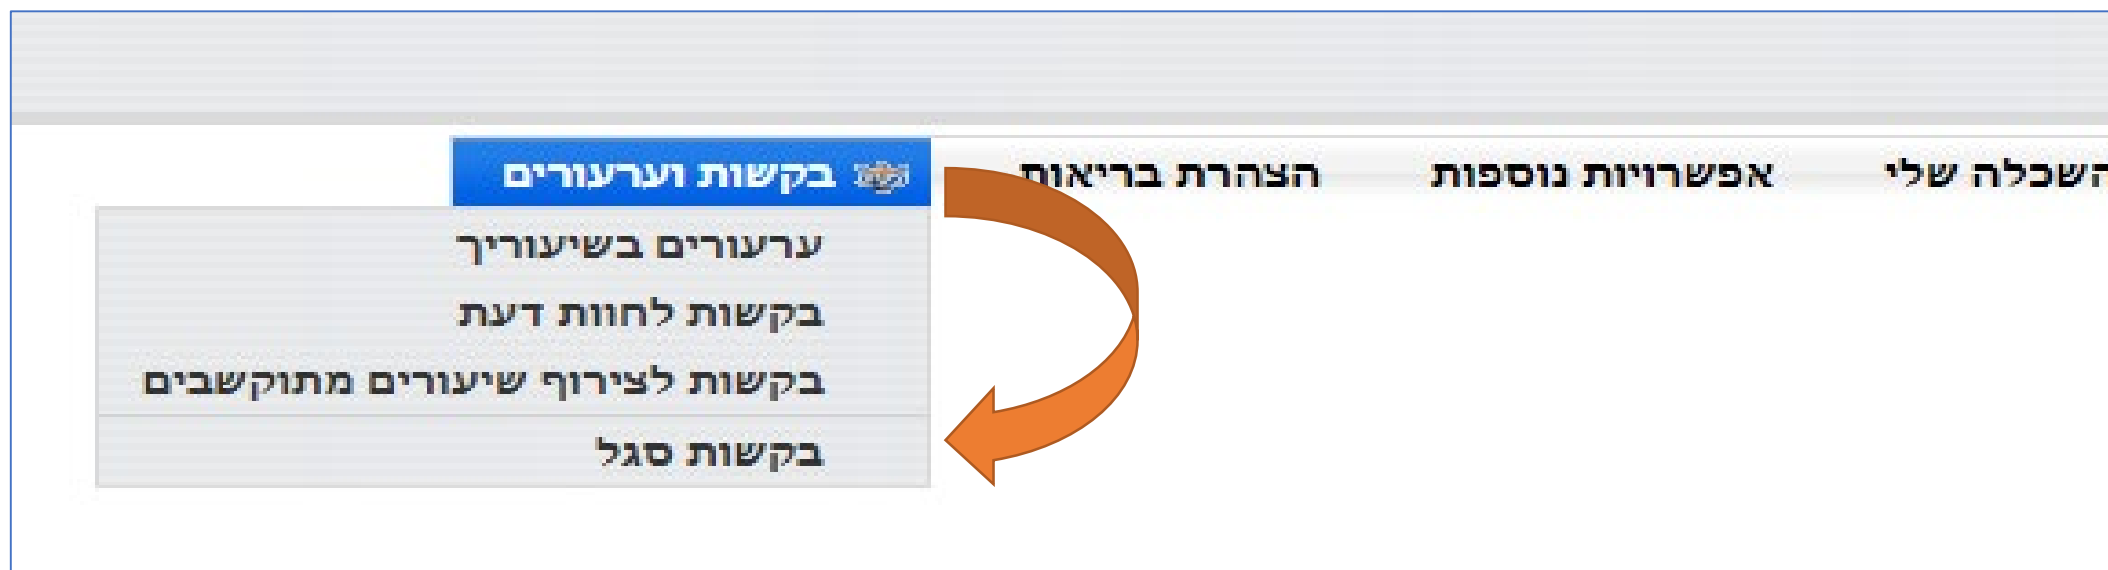 השכלה שלי אפשרויות נוספות הצהרת בריאות בקשות וערעורים
ערעורים בשיעוריך
בקשות לחוות דעת
בקשות לצירוף שיעורים מתוקשבים
בקשות סגל